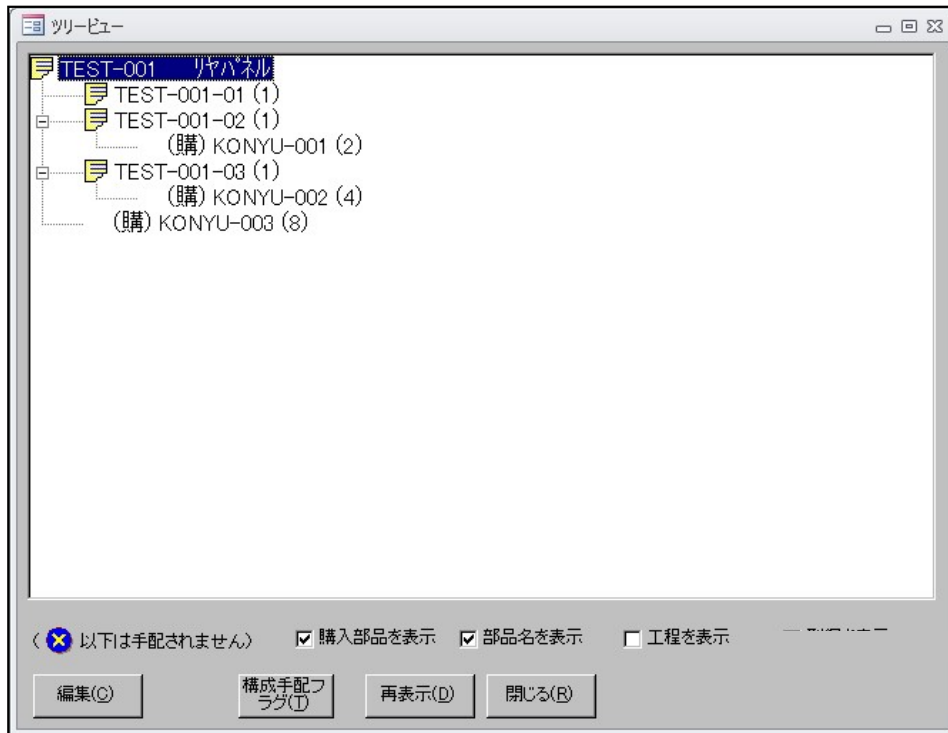 ツリービュー
TEST-001 ﾘﾔﾊﾟﾈﾙ
TEST-001-01 (1)
TEST-001-02 (1)
(購) KONYU-001 (2)
TEST-001-03 (1)
(購) KONYU-002 (4)
(購) KONYU-003 (8)
( 以下は手配されません) 購入部品を表示 部品名を表示 工程を表示
編集(C) 構成手配フ
ラグ(T) 再表示(D) 閉じる(R)